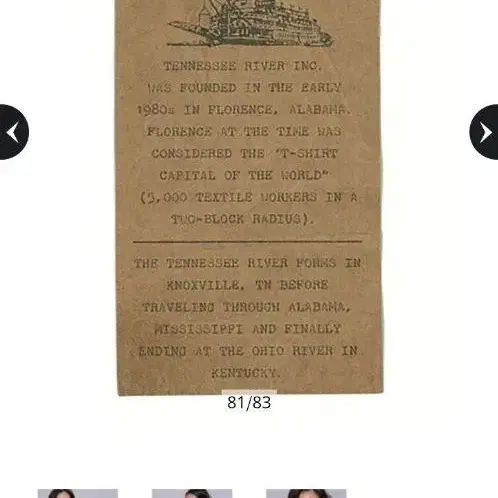 TENNESSEE RIVER INC.
WAS FOUNDED IN THE EARLY
1980s IN FLORENCE, ALABAMA.
FLORENCE AT THE TIME WAS
CONSIDERED THE "T-SHIRT
CAPITAL OF THE WORLD"
(5,000 TEXTILE WORKERS IN A
TWO-BLOCK RADIUS).
THE TENNESSEE RIVER FORMS IN
KNOXVILLE, TN BEFORE
TRAVELING THROUGH ALABAMA,
MISSISSIPPI AND FINALLY
ENDING AT THE OHIO RIVER IN
KENTUCKY.
81/83